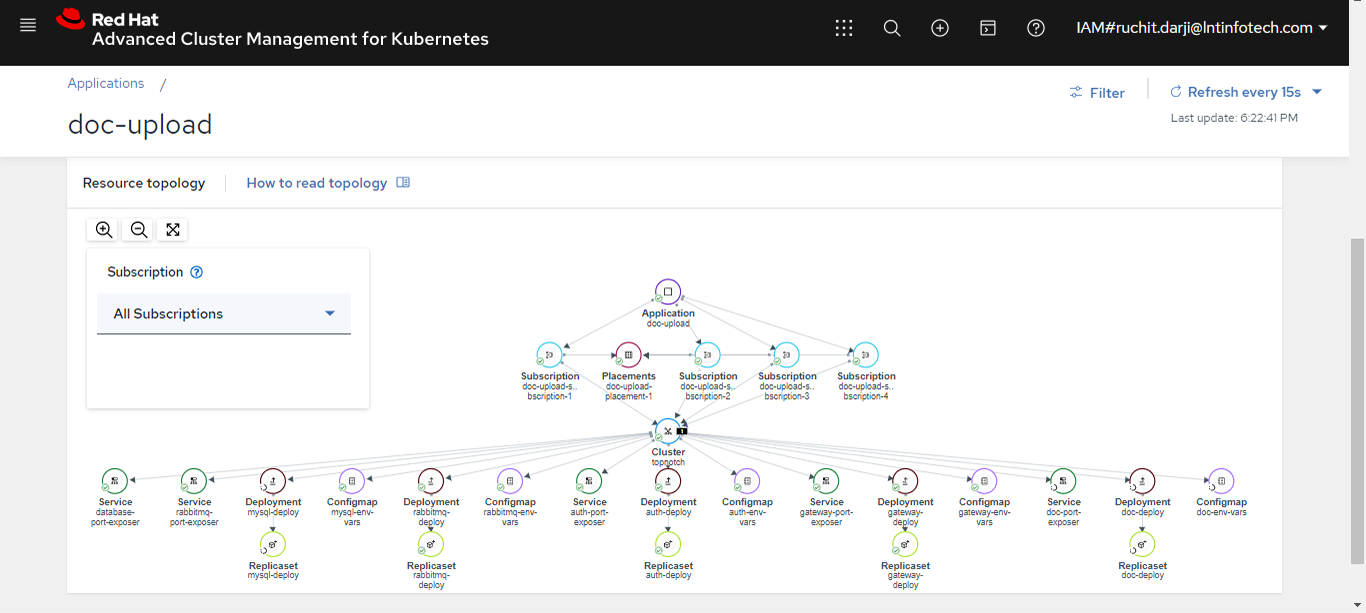 Red Hat
Advanced Cluster Management for Kubernetes
IAM#ruchit.darji@lntinfotech.com
Applications /
Filter
Refresh every 15s
Last update: 6:22:41 PM
doc-upload
Resource topology
How to read topology
Subscription
All Subscriptions
Application
doc-upload
Subscription
doc-upload-s..
bscription-1
Placements
doc-upload-
placement-1
Subscription
doc-upload-s..
bscription-2
Subscription
doc-upload-s..
bscription-3
Subscription
doc-upload-s..
bscription-4
1
Cluster
topnotch
Service
database-
port-exposer
Service
rabbitmq-
port-exposer
Deployment
mysql-deploy
Configmap
mysql-env-
vars
Deployment
rabbitmq-
deploy
Configmap
rabbitmq-env-
vars
Service
auth-port-
exposer
Deployment
auth-deploy
Configmap
auth-env-
vars
Service
gateway-port-
exposer
Deployment
gateway-
deploy
Configmap
gateway-env-
vars
Service
doc-port-
exposer
Deployment
doc-deploy
Configmap
doc-env-vars
Replicaset
mysql-deploy
Replicaset
rabbitmq-
deploy
Replicaset
auth-deploy
Replicaset
gateway-
deploy
Replicaset
doc-deploy